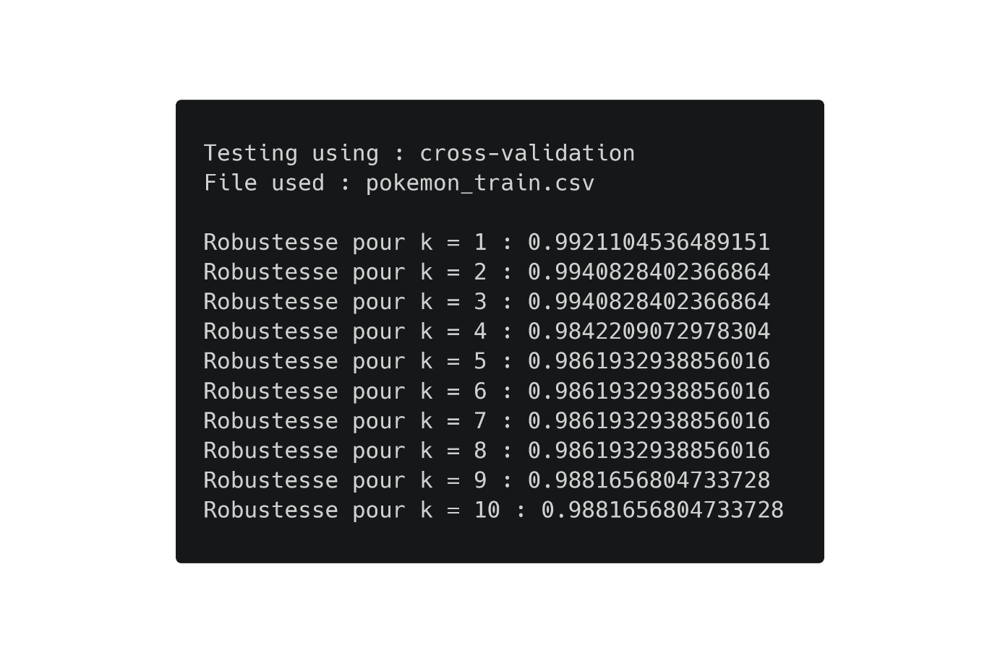 Testing using : cross-validation
File used : pokemon_train.csv
Robustesse pour k = 1 : 0.9921104536489151
Robustesse pour k = 2 : 0.9940828402366864
Robustesse pour k = 3 : 0.9940828402366864
Robustesse pour k = 4 : 0.9842209072978304
Robustesse pour k = 5 : 0.9861932938856016
Robustesse pour k = 6 : 0.9861932938856016
Robustesse pour k = 7 : 0.9861932938856016
Robustesse pour k = 8 : 0.9861932938856016
Robustesse pour k = 9 : 0.9881656804733728
Robustesse pour k = 10 : 0.9881656804733728